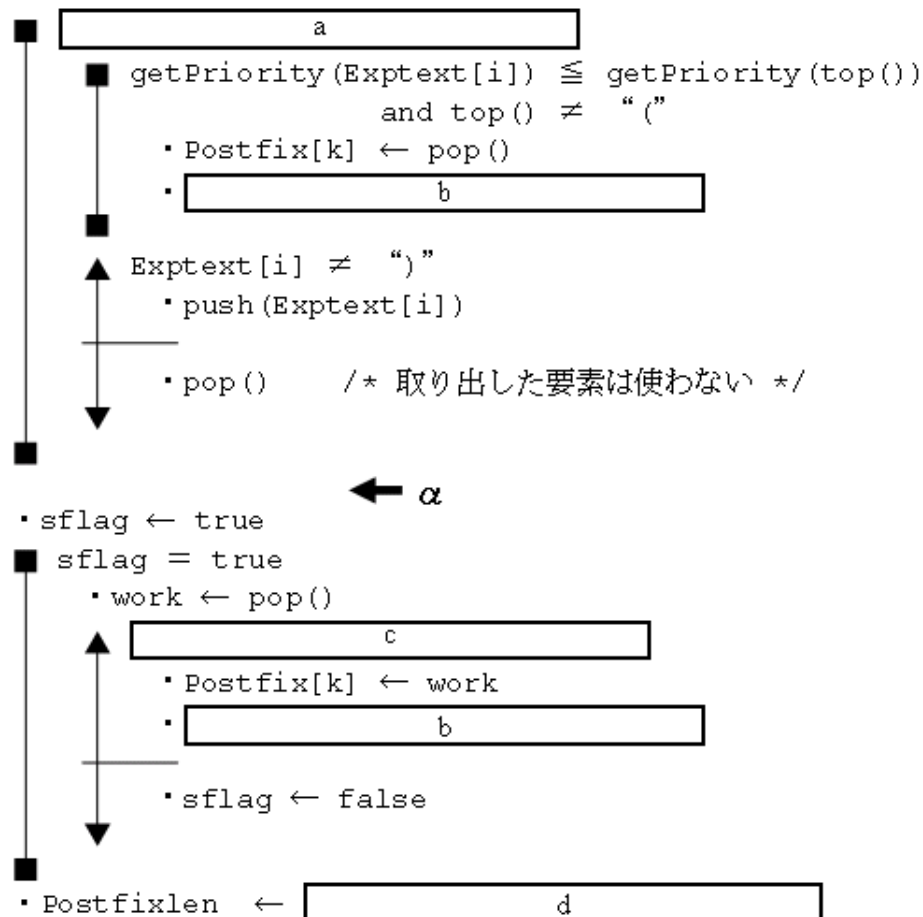 a
getPriority(Exptext[i]) ≦ getPriority(top())
and top() ≠ “(”
・Postfix[k] ← pop()
・ b
Exptext[i] ≠ “)”
・push(Exptext[i])
・pop() /* 取り出した要素は使わない */
← α
・sflag ← true
sflag = true
・work ← pop()
c
・Postfix[k] ← work
・ b
・sflag ← false
・Postfixlen ← d